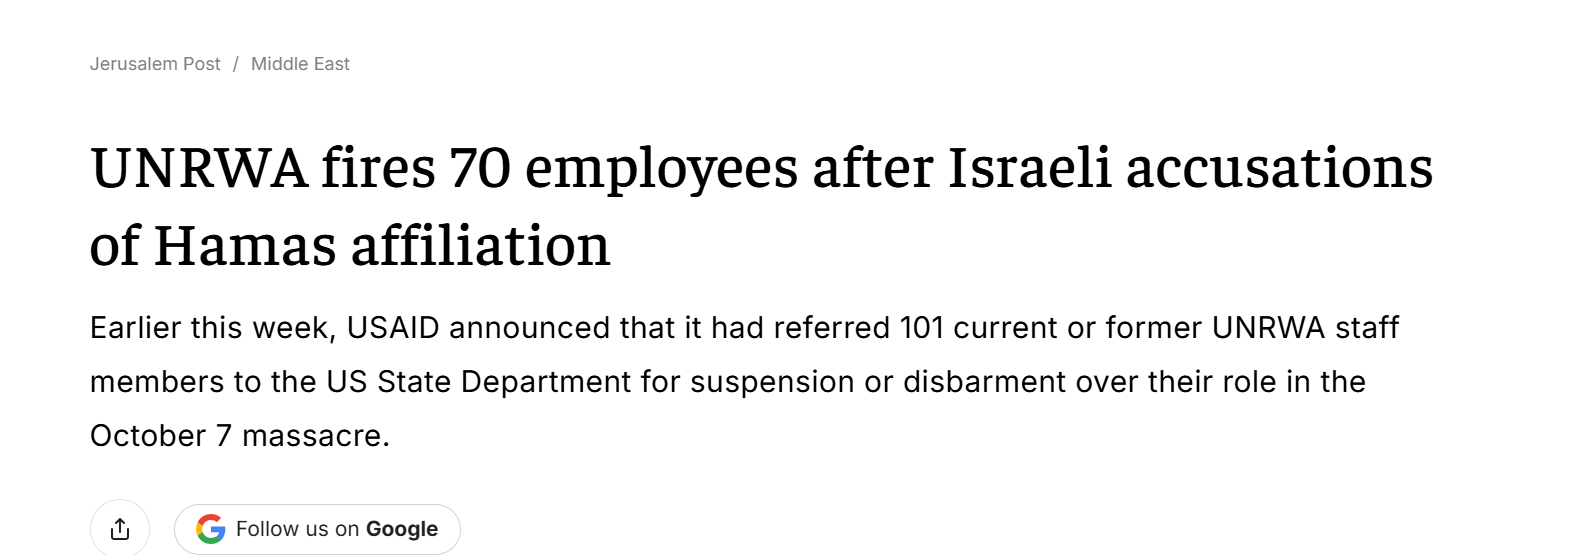 Jerusalem Post / Middle East
UNRWA fires 70 employees after Israeli accusations
of Hamas affiliation
Earlier this week, USAID announced that it had referred 101 current or former UNRWA staff
members to the US State Department for suspension or disbarment over their role in the
October 7 massacre.
Follow us on Google